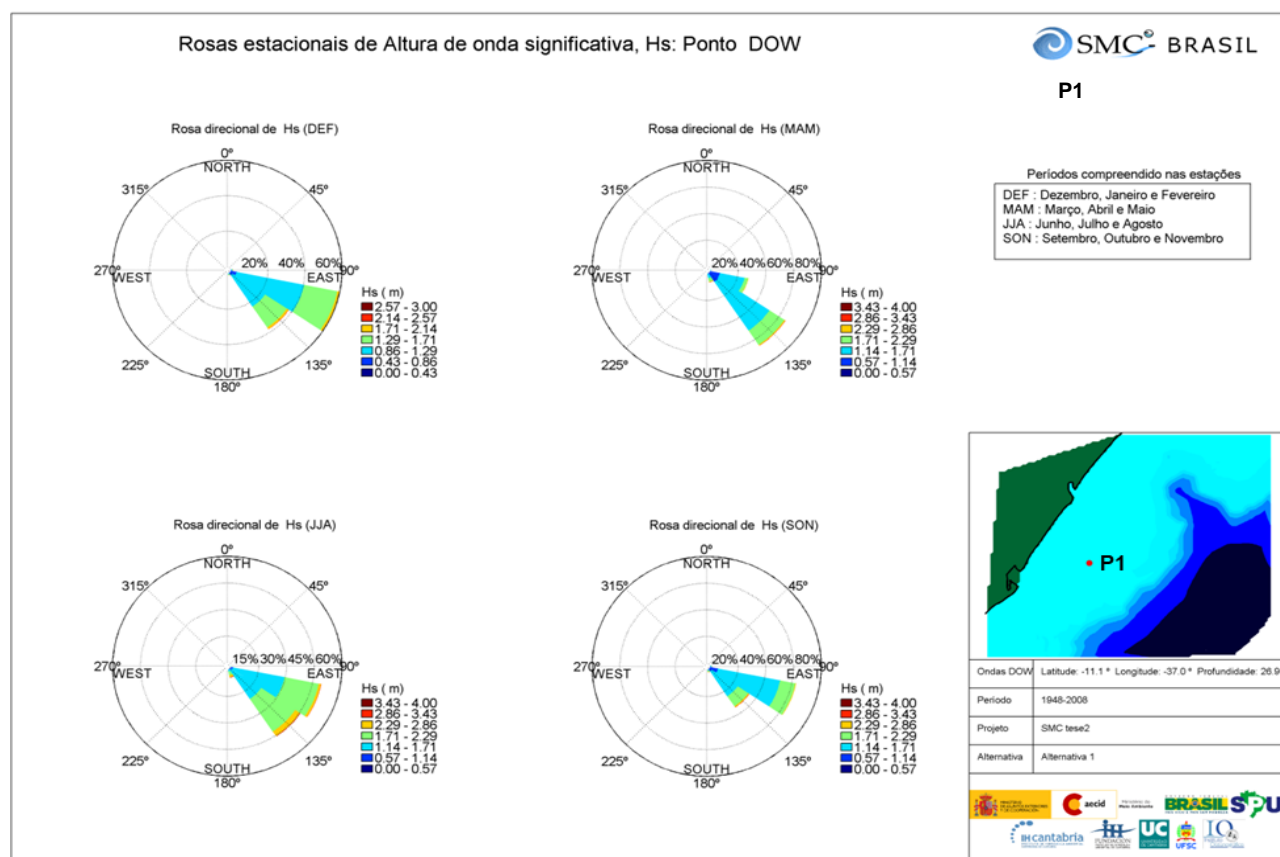 Rosas estacionais de Altura de onda significativa, Hs: Ponto DOW
SMC - BRASIL
P1
Períodos compreendido nas estações
DEF : Dezembro, Janeiro e Fevereiro
MAM : Março, Abril e Maio
JJA : Junho, Julho e Agosto
SON : Setembro, Outubro e Novembro
Rosa direcional de Hs (DEF)
0º
NORTH
315º
45º
20% 40% 60%
270º
WEST
EAST
90º
225º
135º
SOUTH
180º
Hs ( m)
2.57 - 3.00
2.14 - 2.57
1.71 - 2.14
1.29 - 1.71
0.86 - 1.29
0.43 - 0.86
0.00 - 0.43
Rosa direcional de Hs (MAM)
0º
NORTH
315º
45º
20% 40% 60% 80%
270º
WEST
EAST
90º
225º
135º
SOUTH
180º
Hs ( m)
3.43 - 4.00
2.86 - 3.43
2.29 - 2.86
1.71 - 2.29
1.14 - 1.71
0.57 - 1.14
0.00 - 0.57
Rosa direcional de Hs (JJA)
0º
NORTH
315º
45º
15% 30% 45% 60%
270º
WEST
EAST
90º
225º
135º
SOUTH
180º
Hs ( m)
3.43 - 4.00
2.86 - 3.43
2.29 - 2.86
1.71 - 2.29
1.14 - 1.71
0.57 - 1.14
0.00 - 0.57
Rosa direcional de Hs (SON)
0º
NORTH
315º
45º
20% 40% 60% 80%
270º
WEST
EAST
90º
225º
135º
SOUTH
180º
Hs ( m)
3.43 - 4.00
2.86 - 3.43
2.29 - 2.86
1.71 - 2.29
1.14 - 1.71
0.57 - 1.14
0.00 - 0.57
P1
Ondas DOW Latitude: -11.1 º Longitude: -37.0 º Profundidade: 26.9
Período 1948-2008
Projeto SMC tese2
Alternativa Alternativa 1
aecid
BRASIL
SPU
IHcantabria
FUNDACIÓN
UC
UFSC